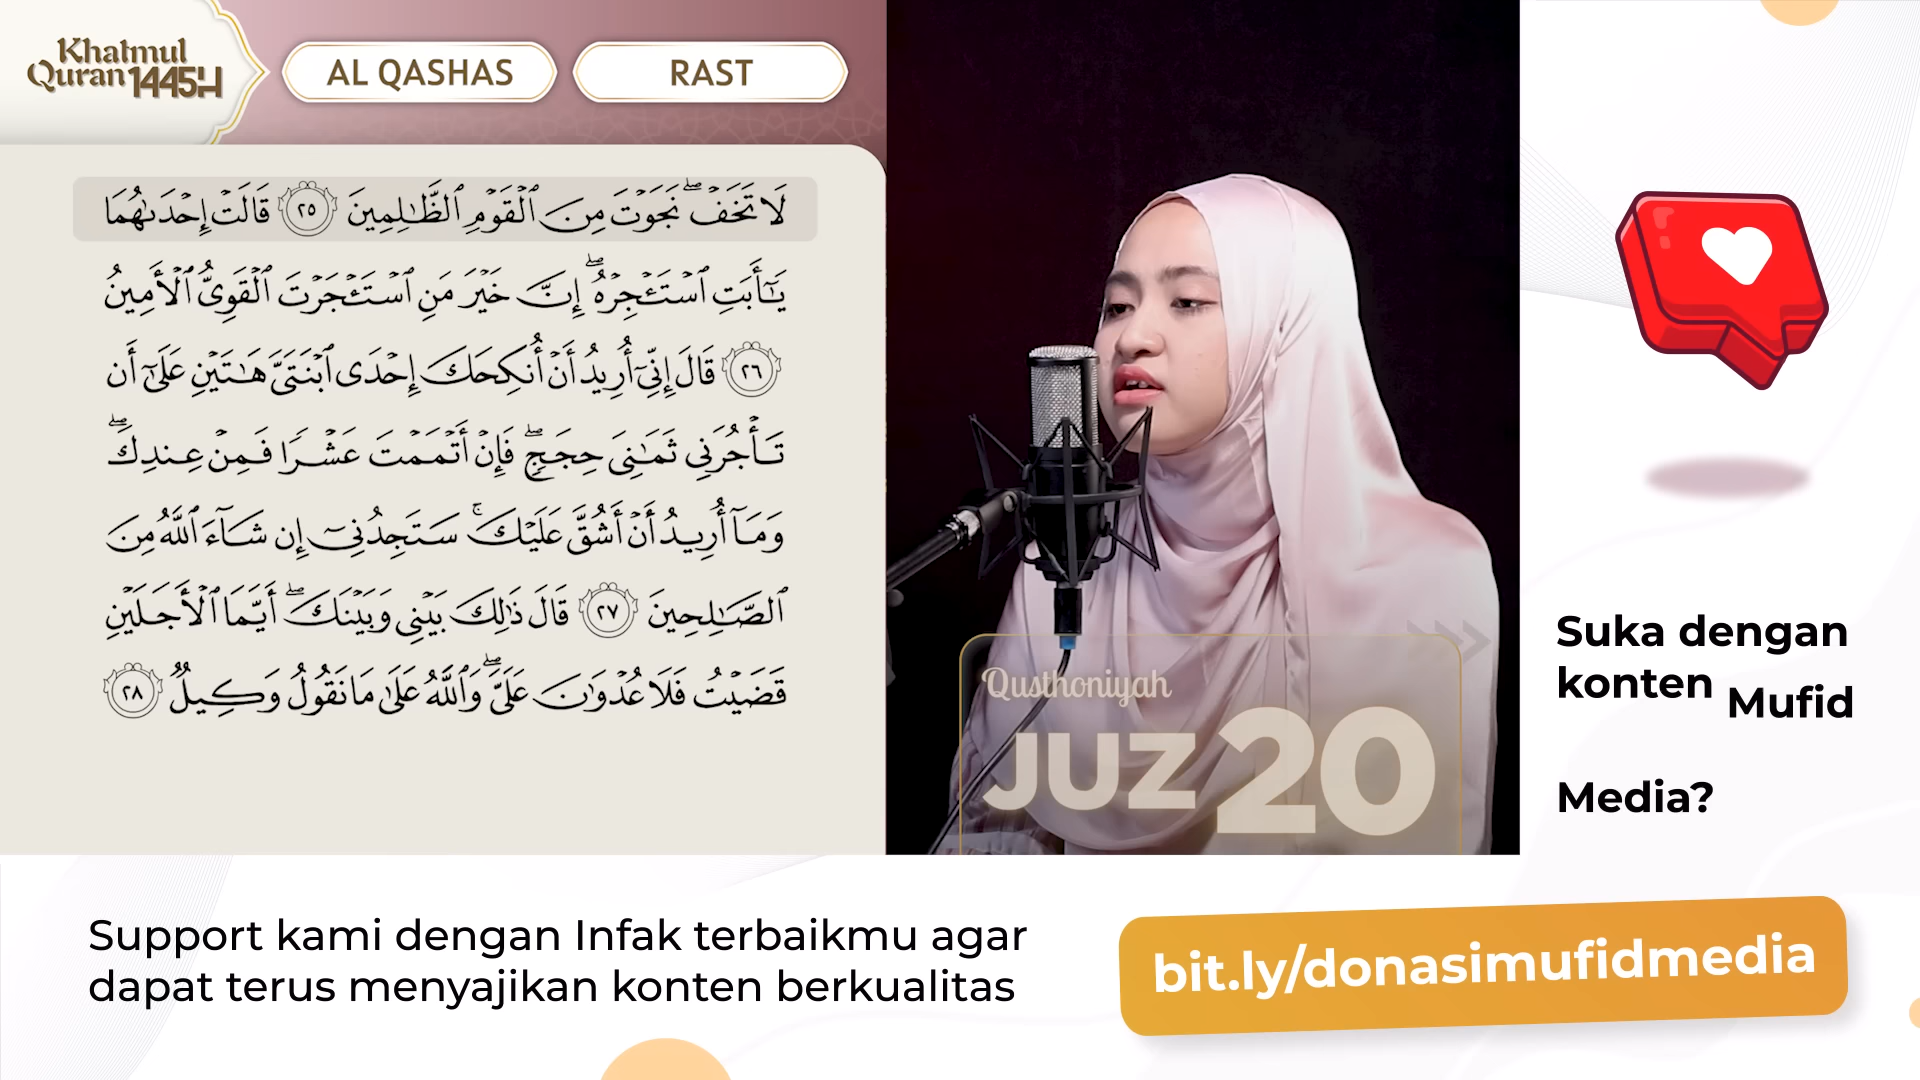 Khatmul
Quran 1445H
AL QASHAS
RAST
لَا تَخَفْ ۖ نَجَوْتَ مِنَ ٱلْقَوْمِ ٱلظَّـٰلِمِينَ ٢٥ قَالَتْ إِحْدَىٰهُمَا
يَـٰٓأَبَتِ ٱسْتَـْٔجِرْهُ ۖ إِنَّ خَيْرَ مَنِ ٱسْتَـْٔجَرْتَ ٱلْقَوِىُّ ٱلْأَمِينُ
٢٦ قَالَ إِنِّىٓ أُرِيدُ أَنْ أُنكِحَكَ إِحْدَى ٱبْنَتَىَّ هَـٰتَيْنِ عَلَىٰٓ أَن
تَأْجُرَنِى ثَمَـٰنِىَ حِجَجٍ ۖ فَإِنْ أَتْمَمْتَ عَشْرًا فَمِنْ عِندِكَ ۖ
وَمَآ أُرِيدُ أَنْ أَشُقَّ عَلَيْكَ ۚ سَتَجِدُنِىٓ إِن شَآءَ ٱللَّهُ مِنَ
ٱلصَّـٰلِحِينَ ٢٧ قَالَ ذَٰلِكَ بَيْنِى وَبَيْنَكَ ۖ أَيَّمَا ٱلْأَجَلَيْنِ
قَضَيْتُ فَلَا عُدْوَٰنَ عَلَىَّ ۖ وَٱللَّهُ عَلَىٰ مَا نَقُولُ وَكِيلٌ ٢٨
Qusthoniyah
JUZ 20
Suka dengan
konten Mufid
Media?
Support kami dengan Infak terbaikmu agar
dapat terus menyajikan konten berkualitas
bit.ly/donasimufidmedia